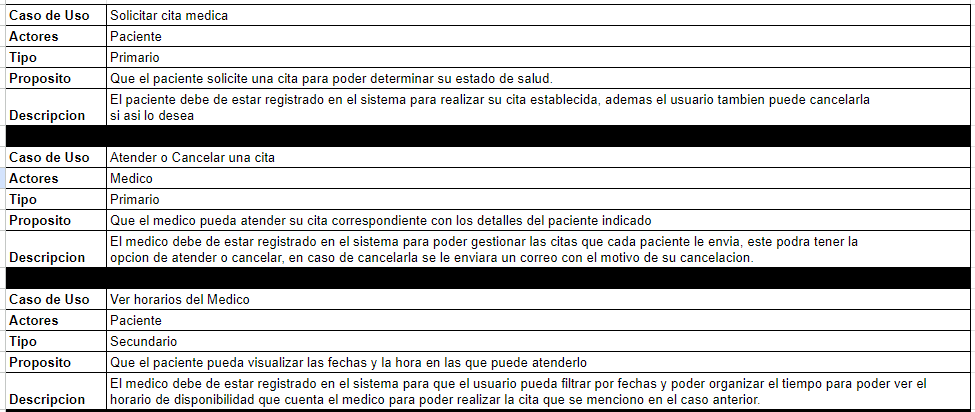 Caso de Uso Solicitar cita medica
Actores Paciente
Tipo Primario
Proposito Que el paciente solicite una cita para poder determinar su estado de salud.
El paciente debe de estar registrado en el sistema para realizar su cita establecida, ademas el usuario tambien puede cancelarla
Descripcion si asi lo desea
Caso de Uso Atender o Cancelar una cita
Actores Medico
Tipo Primario
Proposito Que el medico pueda atender su cita correspondiente con los detalles del paciente indicado
El medico debe de estar registrado en el sistema para poder gestionar las citas que cada paciente le envia, este podra tener la
Descripcion opcion de atender o cancelar, en caso de cancelarla se le enviara un correo con el motivo de su cancelacion.
Caso de Uso Ver horarios del Medico
Actores Paciente
Tipo Secundario
Proposito Que el paciente pueda visualizar las fechas y la hora en las que puede atenderlo
El medico debe de estar registrado en el sistema para que el usuario pueda filtrar por fechas y poder organizar el tiempo para poder ver el
Descripcion horario de disponibilidad que cuenta el medico para poder realizar la cita que se menciono en el caso anterior.